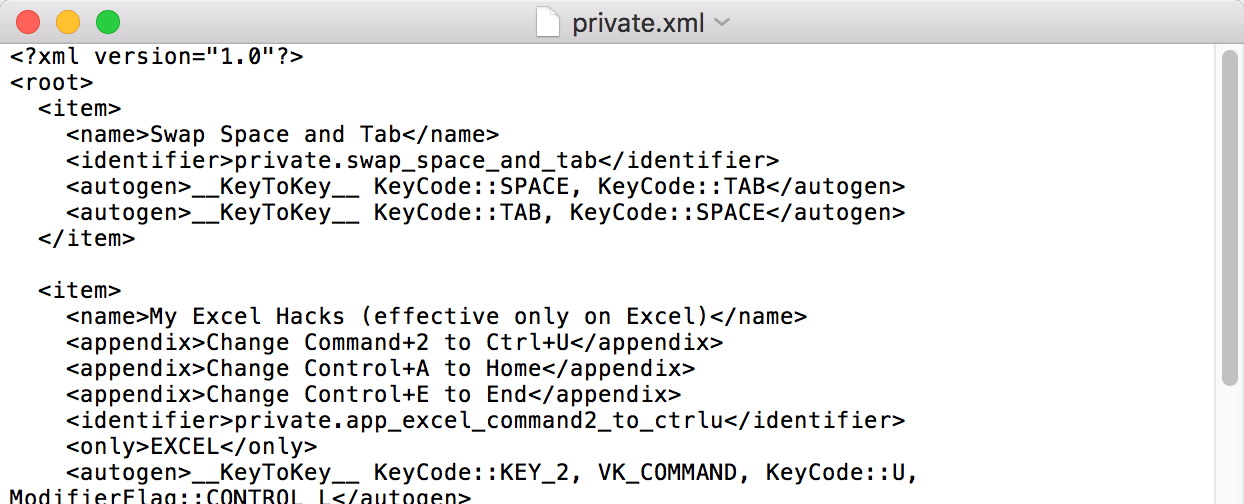 private.xml
<?xml version="1.0"?>
<root>
  <item>
    <name>Swap Space and Tab</name>
    <identifier>private.swap_space_and_tab</identifier>
    <autogen>__KeyToKey__ KeyCode::SPACE, KeyCode::TAB</autogen>
    <autogen>__KeyToKey__ KeyCode::TAB, KeyCode::SPACE</autogen>
  </item>

  <item>
    <name>My Excel Hacks (effective only on Excel)</name>
    <appendix>Change Command+2 to Ctrl+U</appendix>
    <appendix>Change Control+A to Home</appendix>
    <appendix>Change Control+E to End</appendix>
    <identifier>private.app_excel_command2_to_ctrlu</identifier>
    <only>EXCEL</only>
    <autogen>__KeyToKey__ KeyCode::KEY_2, VK_COMMAND, KeyCode::U,
ModifierFlag::CONTROL_L</autogen>